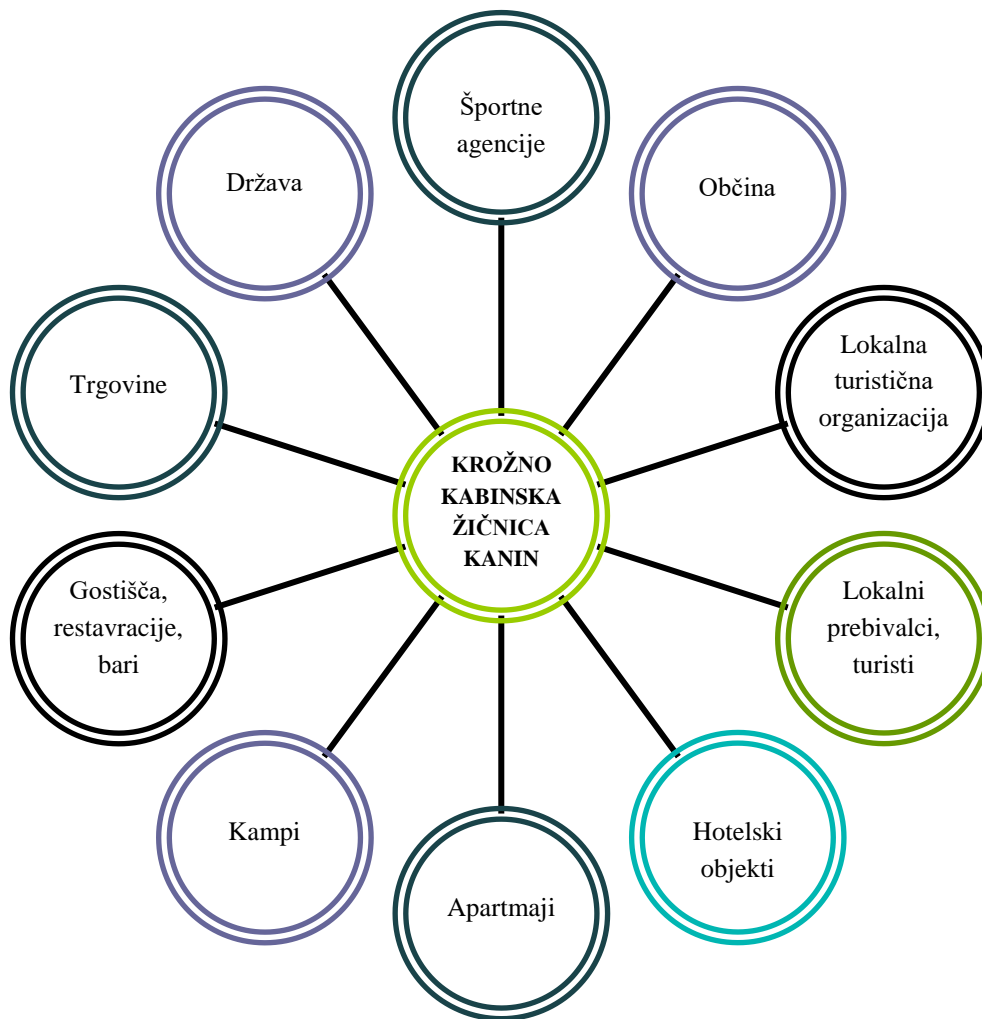 Športne
agencije
Občina
Lokalna
turistična
organizacija
Lokalni
prebivalci,
turisti
Hotelski
objekti
Apartmaji
Kampi
Gostišča,
restavracije,
bari
Trgovine
Država
KROŽNO
KABINSKA
ŽIČNICA
KANIN